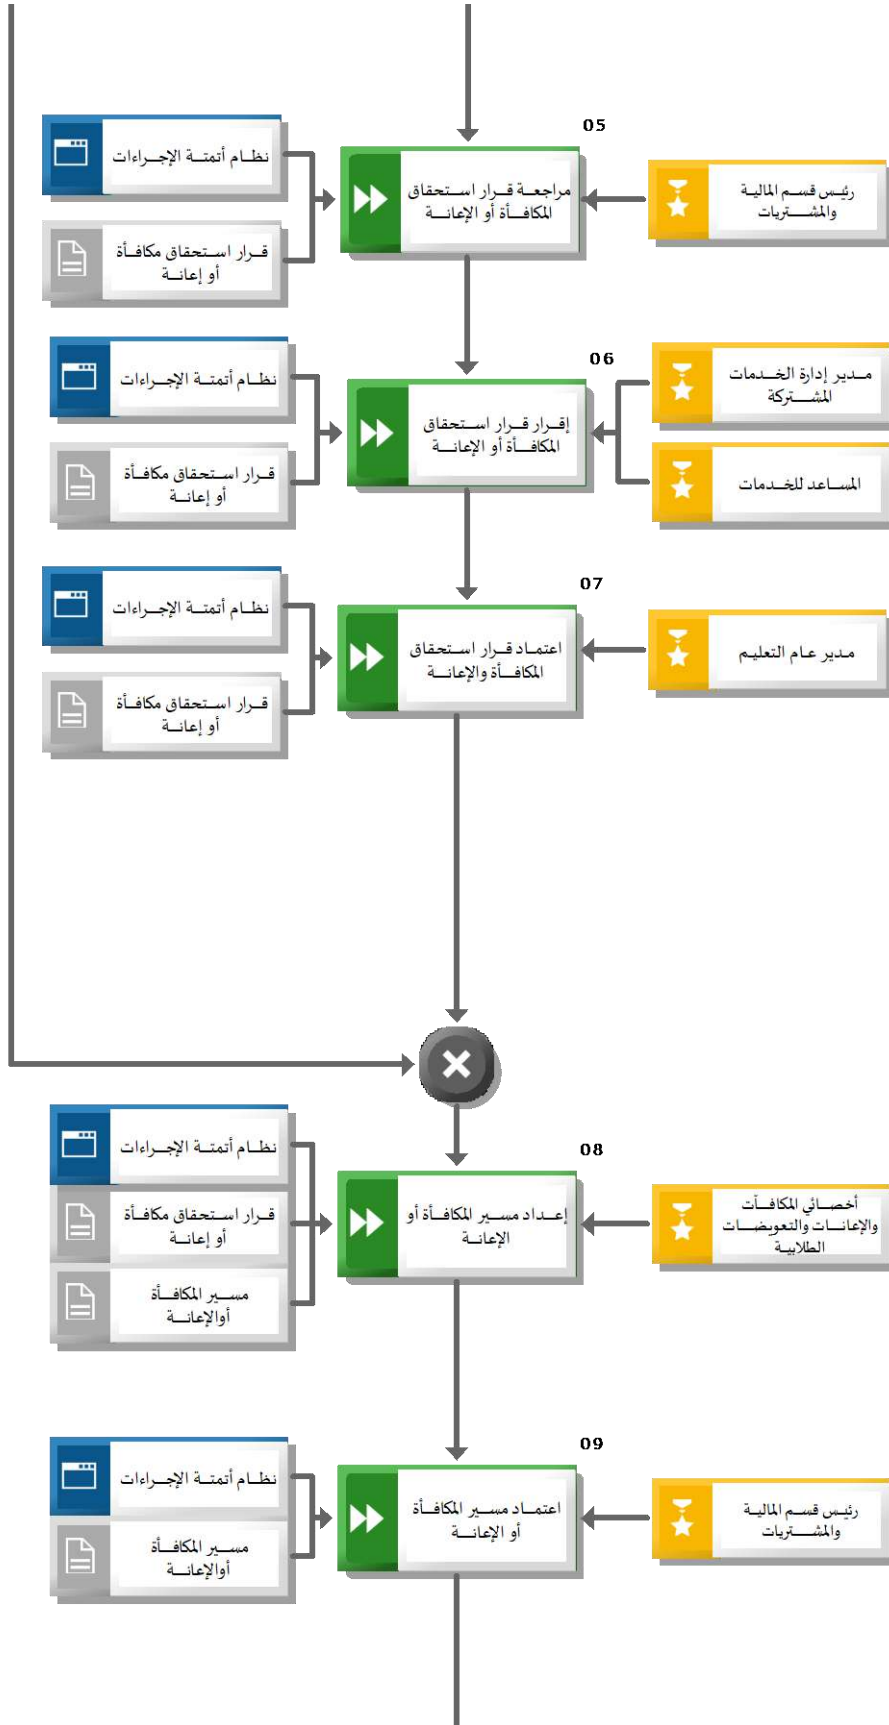 05
رئيس قسم المالية
والمشتريات
مراجعة قرار استحقاق
المكافأة أو الإعانة
نظام أتمتة الإجراءات
قرار استحقاق مكافأة
أو إعانة
06
مدير إدارة الخدمات
المشتركة
المساعد للخدمات
إقرار قرار استحقاق
المكافأة أو الإعانة
نظام أتمتة الإجراءات
قرار استحقاق مكافأة
أو إعانة
07
مدير عام التعليم
اعتماد قرار استحقاق
المكافأة والإعانة
نظام أتمتة الإجراءات
قرار استحقاق مكافأة
أو إعانة
08
أخصائي المكافآت
والإعانات والتعويضات
الطلابية
إعداد مسير المكافأة أو
الإعانة
نظام أتمتة الإجراءات
قرار استحقاق مكافأة
أو إعانة
مسير المكافأة
أوالإعانة
09
رئيس قسم المالية
والمشتريات
اعتماد مسير المكافأة
أو الإعانة
نظام أتمتة الإجراءات
مسير المكافأة
أوالإعانة